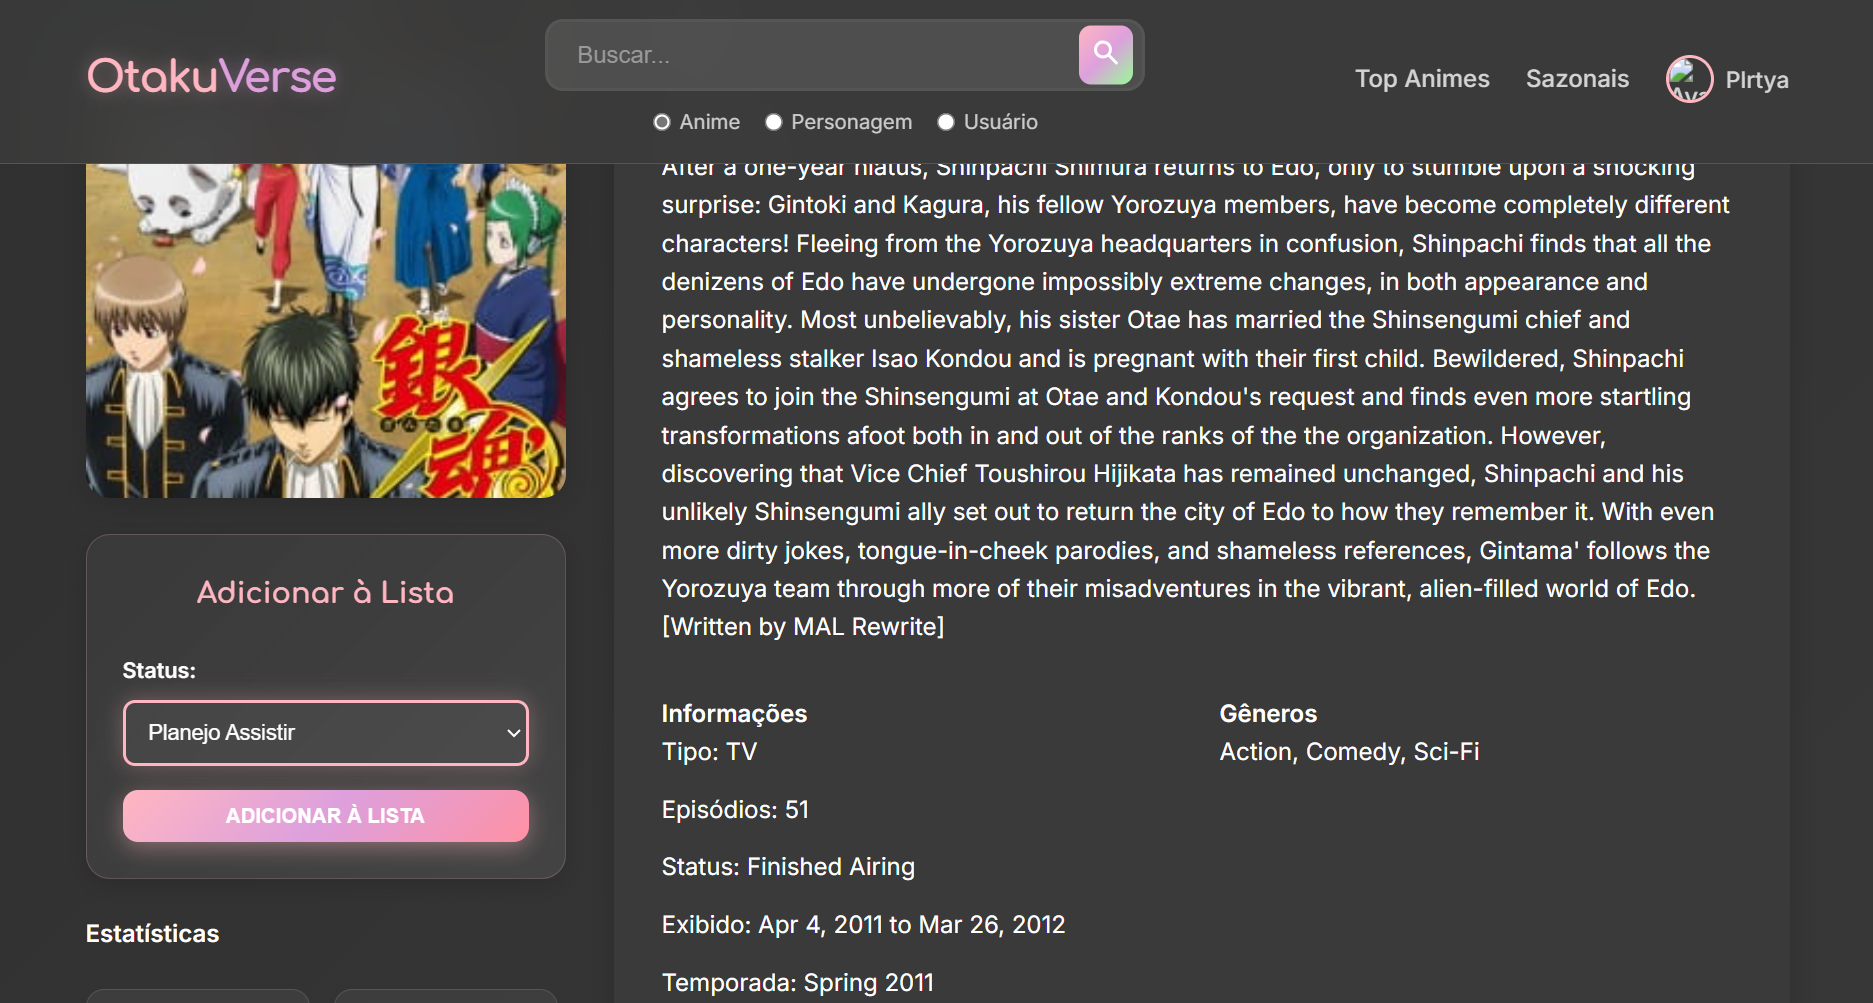 OtakuVerse
Buscar...
Anime
Personagem
Usuário
Top Animes
Sazonais
PIrtya
After a one-year hiatus, Shinpachi Shimura returns to Edo, only to stumble upon a shocking
surprise: Gintoki and Kagura, his fellow Yorozuya members, have become completely different
characters! Fleeing from the Yorozuya headquarters in confusion, Shinpachi finds that all the
denizens of Edo have undergone impossibly extreme changes, in both appearance and
personality. Most unbelievably, his sister Otae has married the Shinsengumi chief and
shameless stalker Isao Kondou and is pregnant with their first child. Bewildered, Shinpachi
agrees to join the Shinsengumi at Otae and Kondou's request and finds even more startling
transformations afoot both in and out of the ranks of the the organization. However,
discovering that Vice Chief Toushirou Hijikata has remained unchanged, Shinpachi and his
unlikely Shinsengumi ally set out to return the city of Edo to how they remember it. With even
more dirty jokes, tongue-in-cheek parodies, and shameless references, Gintama' follows the
Yorozuya team through more of their misadventures in the vibrant, alien-filled world of Edo.
[Written by MAL Rewrite]
銀魂'
ぎんたま
Adicionar à Lista
Status:
Planejo Assistir
ADICIONAR À LISTA
Estatísticas
Informações
Tipo: TV
Episódios: 51
Status: Finished Airing
Exibido: Apr 4, 2011 to Mar 26, 2012
Temporada: Spring 2011
Gêneros
Action, Comedy, Sci-Fi